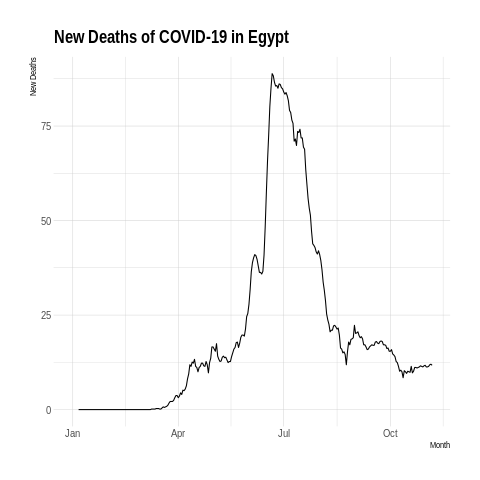 New Deaths of COVID-19 in Egypt
New Deaths
75
50
25
0
Jan Apr Jul Oct
Month